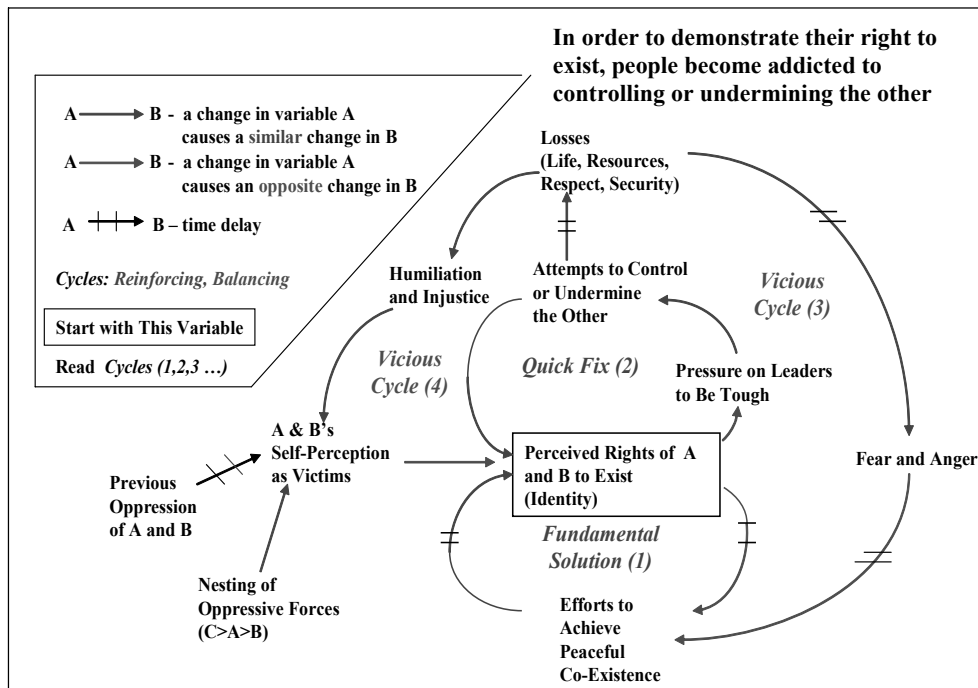 In order to demonstrate their right to
exist, people become addicted to
controlling or undermining the other
A B - a change in variable A
causes a similar change in B
A B - a change in variable A
causes an opposite change in B
A B – time delay
Cycles: Reinforcing, Balancing
Start with This Variable
Read Cycles (1,2,3 …)
Losses
(Life, Resources,
Respect, Security)
Humiliation
and Injustice
Attempts to Control
or Undermine
the Other
Vicious
Cycle (3)
Vicious
Cycle (4)
Quick Fix (2)
Pressure on Leaders
to Be Tough
A & B’s
Self-Perception
as Victims
Perceived Rights of A
and B to Exist
(Identity)
Fear and Anger
Previous
Oppression
of A and B
Fundamental
Solution (1)
Nesting of
Oppressive Forces
(C>A>B)
Efforts to
Achieve
Peaceful
Co-Existence